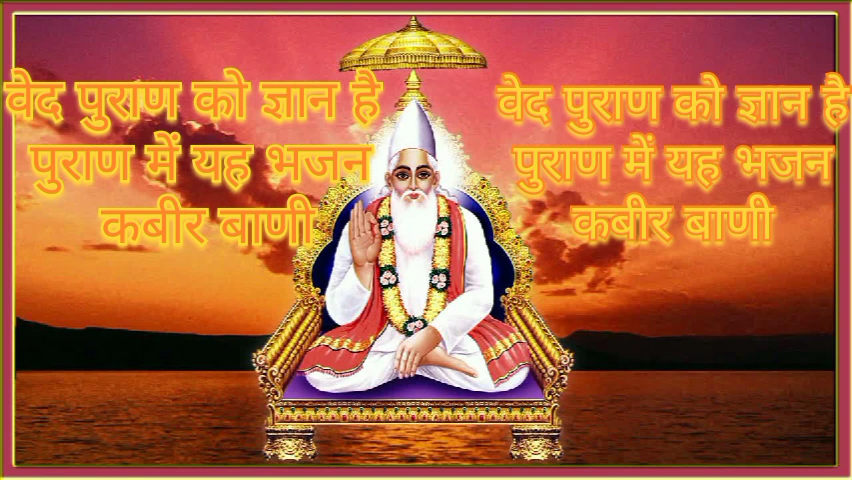 वेद पुराण को ज्ञान है
पुराण में यह भजन
कबीर बाणी
वेद पुराण को ज्ञान है
पुराण में यह भजन
कबीर बाणी